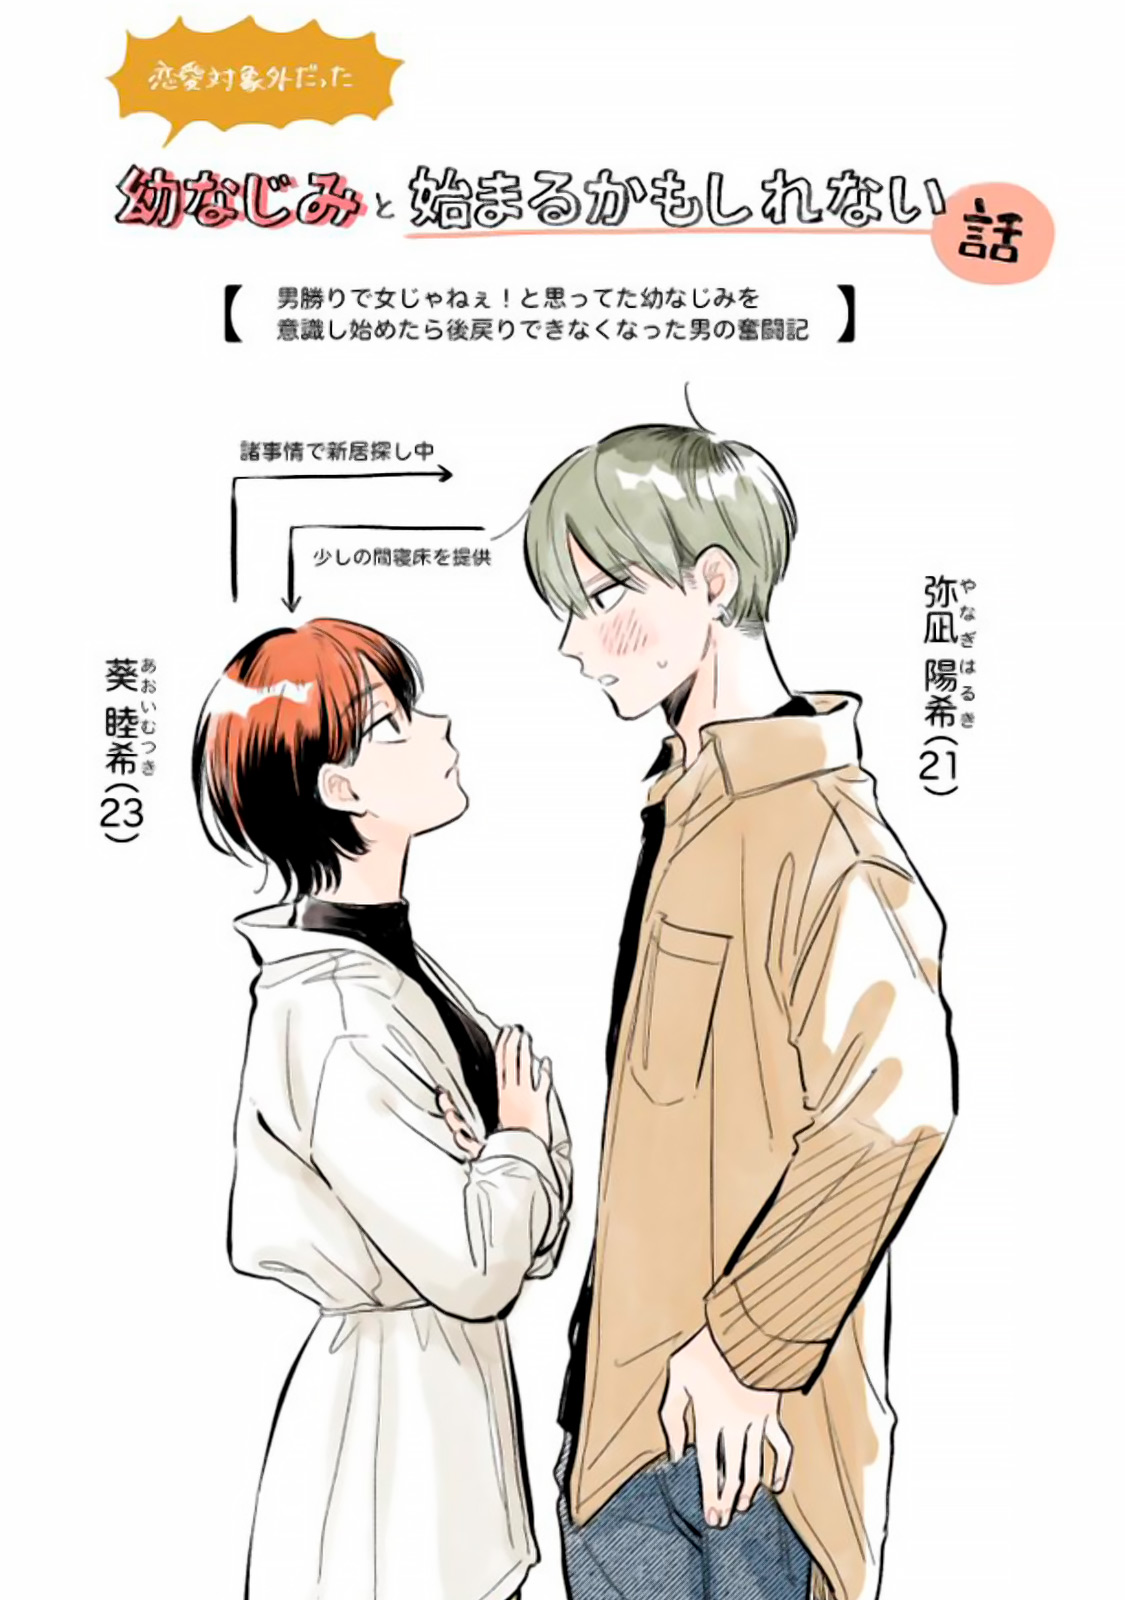 恋愛対象外だった
幼なじみと始まるかもしれない話
【男勝りで女じゃねぇ！と思ってた幼なじみを
意識し始めたら後戻りできなくなった男の奮闘記】
諸事情で新居探し中
少しの間寝床を提供
弥凪 陽希(21)
やなぎはるき
葵 睦希(23)
あおいむつき